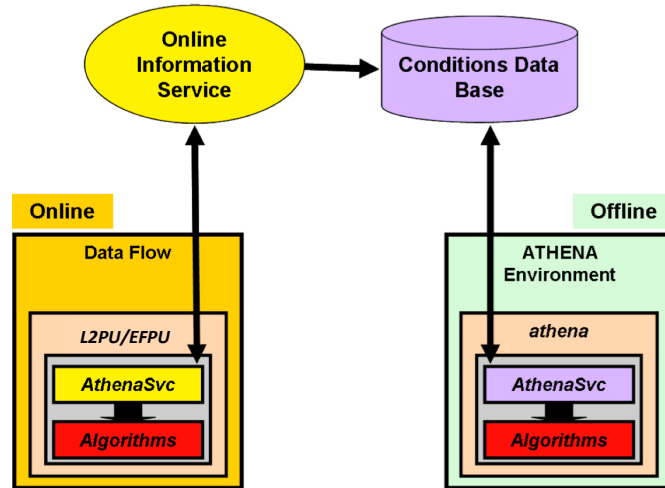 Online
Information
Service
Conditions Data
Base
Online
Offline
Data Flow
L2PU/EFPU
AthenaSvc
Algorithms
ATHENA
Environment
athena
AthenaSvc
Algorithms